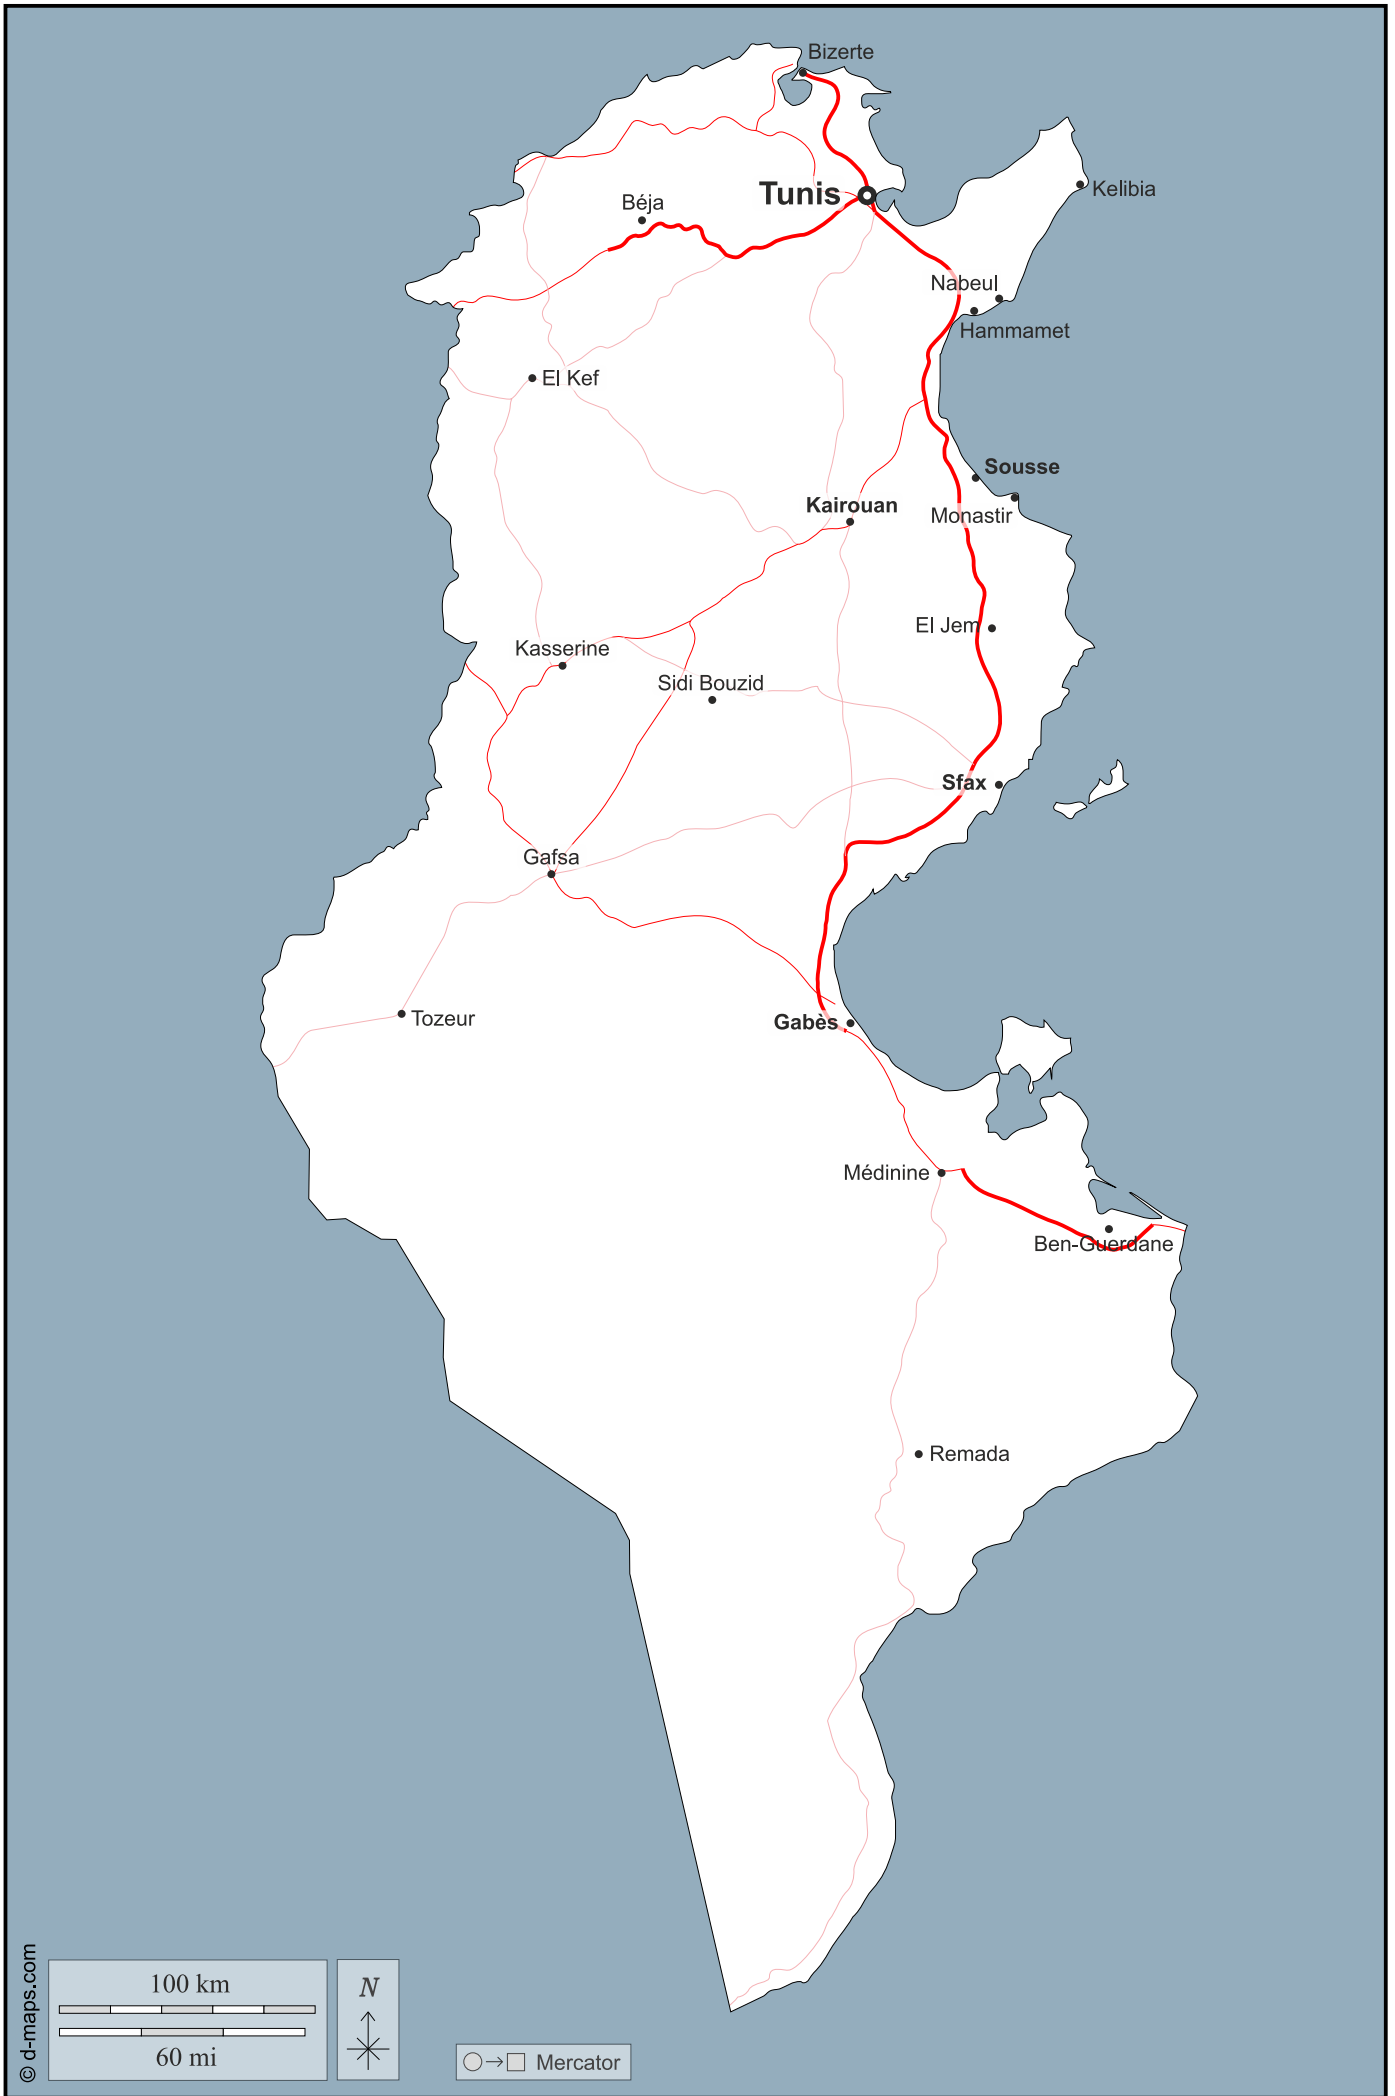 Bizerte
Kelibia
Tunis
Béja
Nabeul
Hammamet
El Kef
Sousse
Kairouan
Monastir
El Jem
Kasserine
Sidi Bouzid
Sfax
Gafsa
Tozeur
Gabès
Médinine
Ben-Guerdane
Remada
© d-maps.com
100 km
60 mi
N
Mercator